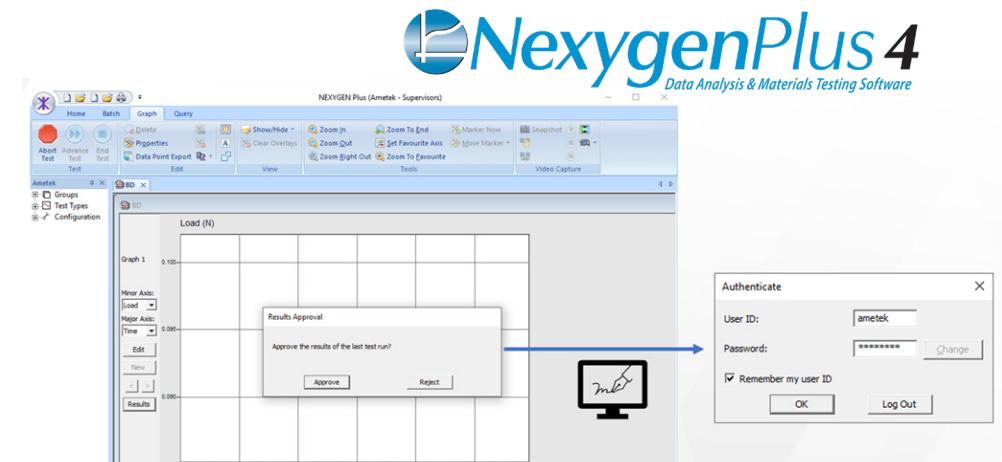 NexygenPlus 4
Data Analysis & Materials Testing Software
NEXYGEN Plus (Ametek - Supervisors)
Home Batch Graph Query
Abort Test
Advance Test
End Test
Test
Delete
Properties
Data Point Export
A
Edit
Show/Hide
Clear Overlays
View
Zoom In
Zoom Out
Zoom Right Out
Zoom To End
Set Favourite Axis
Zoom To Favourite
Marker Now
Move Marker
Tools
Snapshot
Video Capture
Ametek
Groups
Test Types
Configuration
BD
BD
Load (N)
Graph 1
0.100
Minor Axis:
Load
Major Axis:
Time
0.095
Edit
New
< >
Results
0.090
Results Approval
Approve the results of the last test run?
Approve Reject
Authenticate
User ID: ametek
Password: ******** Change
Remember my user ID
OK Log Out